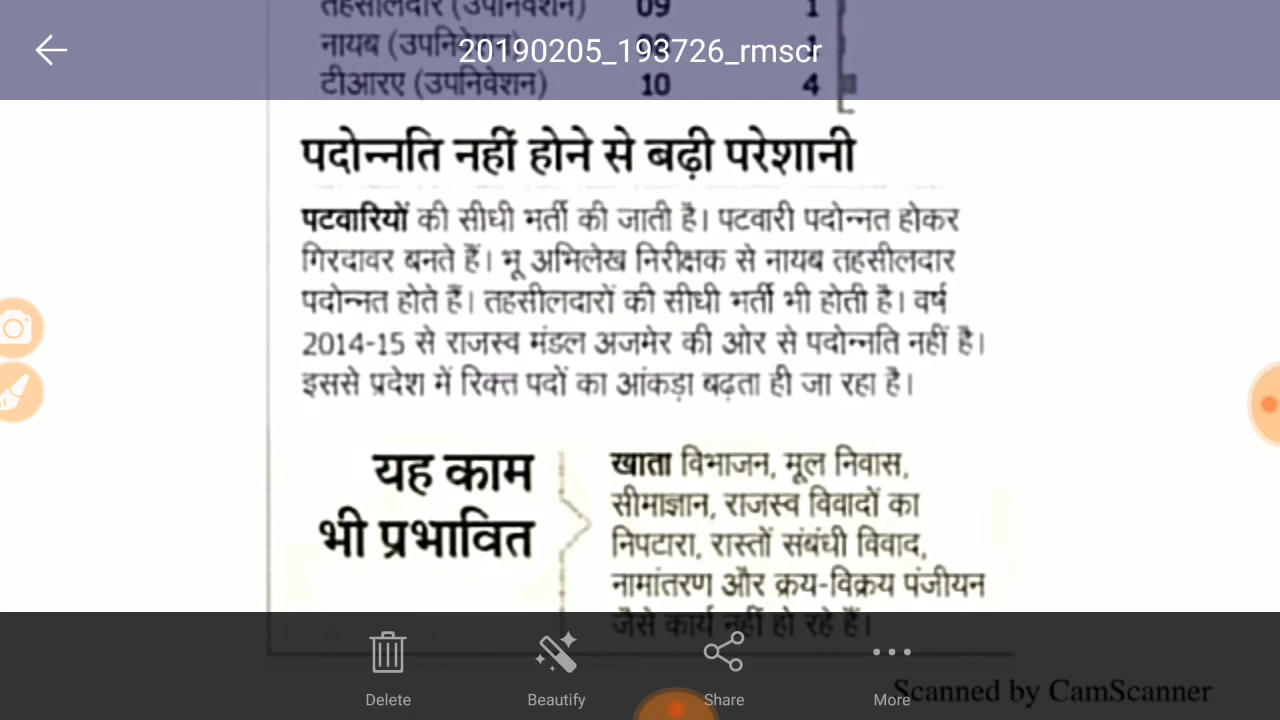 तहसीलदार (उपनिवेशन) 09 1
20190205_193726_rmscr
नायब (उपनिवेशन) 1
टीआरए (उपनिवेशन) 10 4
पदोन्नति नहीं होने से बढ़ी परेशानी
पटवारियों की सीधी भर्ती की जाती है। पटवारी पदोन्नत होकर
गिरदावर बनते हैं। भू अभिलेख निरीक्षक से नायब तहसीलदार
पदोन्नत होते हैं। तहसीलदारों की सीधी भर्ती भी होती है। वर्ष
2014-15 से राजस्व मंडल अजमेर की ओर से पदोन्नति नहीं है।
इससे प्रदेश में रिक्त पदों का आंकड़ा बढ़ता ही जा रहा है।
यह काम
भी प्रभावित
खाता विभाजन, मूल निवास,
सीमाज्ञान, राजस्व विवादों का
निपटारा, रास्तों संबंधी विवाद,
नामांतरण और क्रय-विक्रय पंजीयन
जैसे कार्य नहीं हो रहे हैं।
Delete Beautify Share More
Scanned by CamScanner